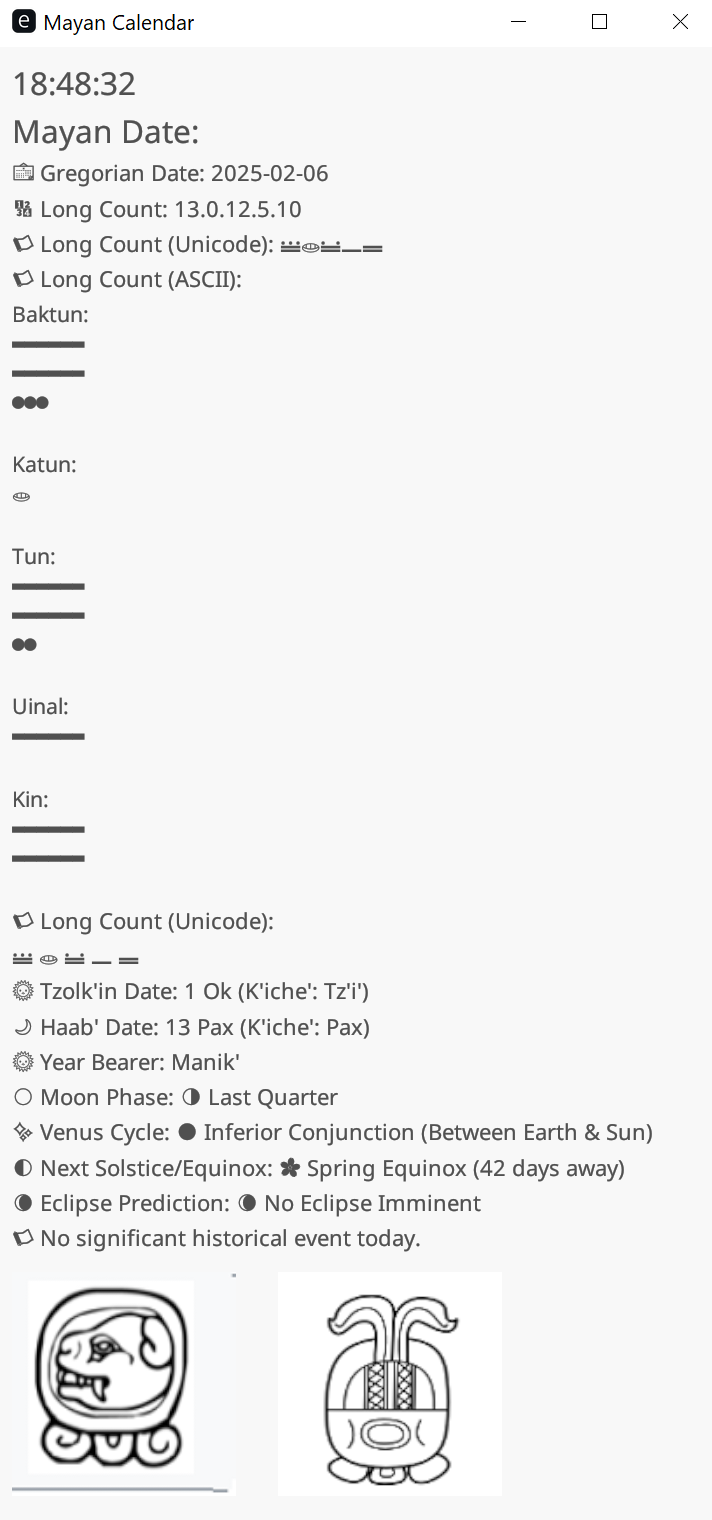 Mayan Calendar
18:48:32
Mayan Date:
Gregorian Date: 2025-02-06
Long Count: 13.0.12.5.10
Long Count (Unicode): 𝋭𝋠𝋬𝋥𝋪
Long Count (ASCII):
Baktun:
▬▬▬▬
▬▬▬▬
●●●
Katun:
𝋠
Tun:
▬▬▬▬
▬▬▬▬
●●
Uinal:
▬▬▬▬
Kin:
▬▬▬▬
▬▬▬▬
Long Count (Unicode):
𝋭 𝋠 𝋬 𝋥 𝋪
Tzolk'in Date: 1 Ok (K'iche': Tz'i')
Haab' Date: 13 Pax (K'iche': Pax)
Year Bearer: Manik'
Moon Phase: 🌗 Last Quarter
Venus Cycle: 🌑 Inferior Conjunction (Between Earth & Sun)
Next Solstice/Equinox: 🌸 Spring Equinox (42 days away)
Eclipse Prediction: 🌘 No Eclipse Imminent
No significant historical event today.